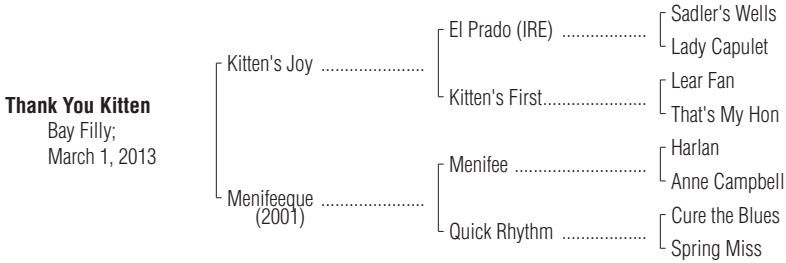 Thank You Kitten
Bay Filly;
March 1, 2013
Kitten's Joy ......................
Menifeeque ......................
(2001)
El Prado (IRE) ..................
Kitten's First......................
Menifee ............................
Quick Rhythm ..................
Sadler's Wells
Lady Capulet
Lear Fan
That's My Hon
Harlan
Anne Campbell
Cure the Blues
Spring Miss